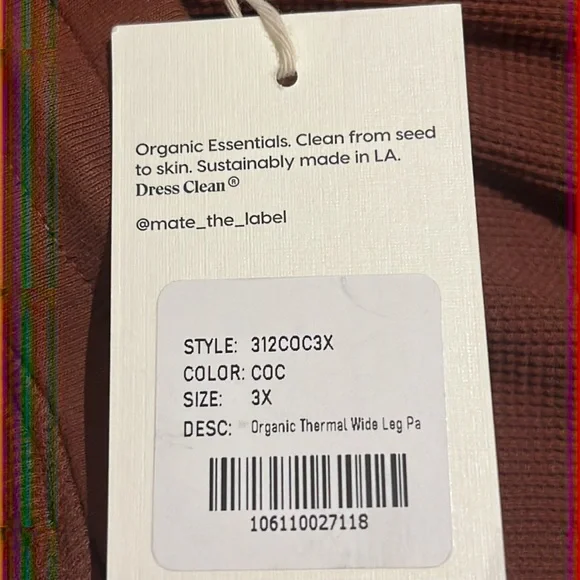 Organic Essentials. Clean from seed
to skin. Sustainably made in LA.
Dress Clean®
@mate_the_label
STYLE: 312COC3X
COLOR: COC
SIZE: 3X
DESC: Organic Thermal Wide Leg Pa
106110027118